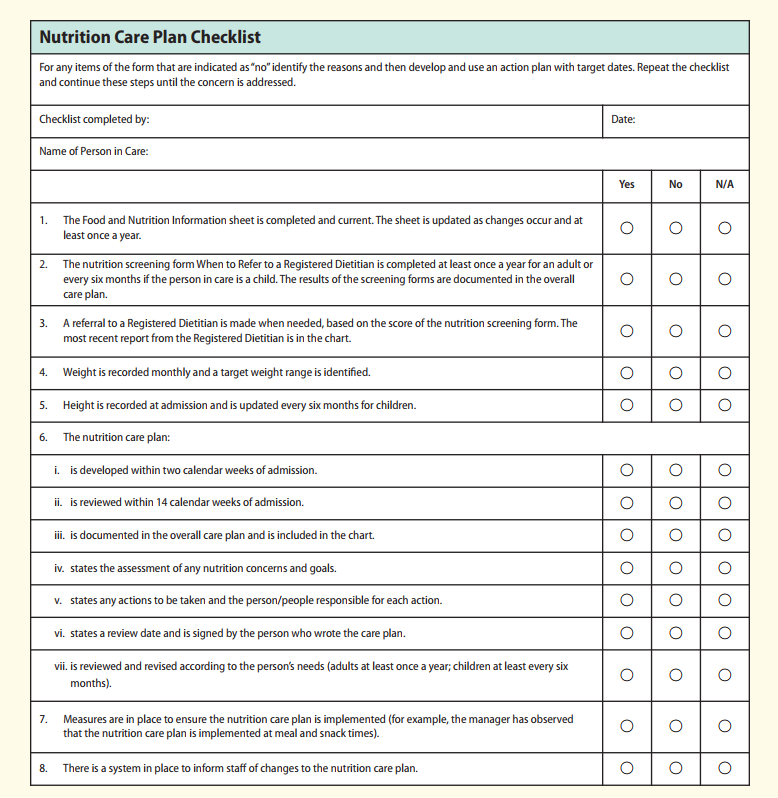 Nutrition Care Plan Checklist
For any items of the form that are indicated as “no” identify the reasons and then develop and use an action plan with target dates. Repeat the checklist
and continue these steps until the concern is addressed.
Checklist completed by:
Date:
Name of Person in Care:
Yes No N/A
1. The Food and Nutrition Information sheet is completed and current. The sheet is updated as changes occur and at
least once a year.
2. The nutrition screening form When to Refer to a Registered Dietitian is completed at least once a year for an adult or
every six months if the person in care is a child. The results of the screening forms are documented in the overall
care plan.
3. A referral to a Registered Dietitian is made when needed, based on the score of the nutrition screening form. The
most recent report from the Registered Dietitian is in the chart.
4. Weight is recorded monthly and a target weight range is identified.
5. Height is recorded at admission and is updated every six months for children.
6. The nutrition care plan:
i. is developed within two calendar weeks of admission.
ii. is reviewed within 14 calendar weeks of admission.
iii. is documented in the overall care plan and is included in the chart.
iv. states the assessment of any nutrition concerns and goals.
v. states any actions to be taken and the person/people responsible for each action.
vi. states a review date and is signed by the person who wrote the care plan.
vii. is reviewed and revised according to the person’s needs (adults at least once a year; children at least every six
months).
7. Measures are in place to ensure the nutrition care plan is implemented (for example, the manager has observed
that the nutrition care plan is implemented at meal and snack times).
8. There is a system in place to inform staff of changes to the nutrition care plan.